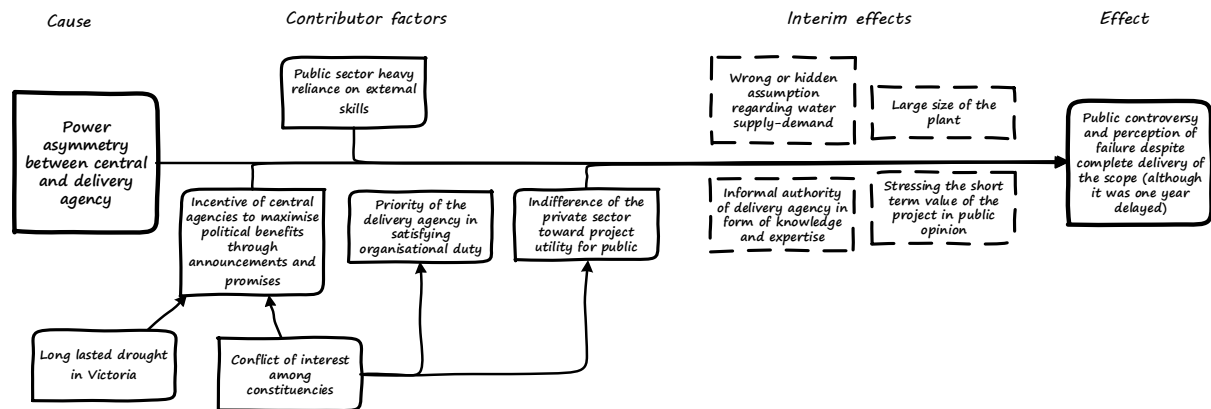 Cause
Contributor factors
Interim effects
Effect
Power
asymmetry
between central
and delivery
agency
Public sector heavy
reliance on external
skills
Incentive of central
agencies to maximise
political benefits
through
announcements and
promises
Priority of the
delivery agency in
satisfying
organisational duty
Indifference of the
private sector
toward project
utility for public
Long lasted drought
in Victoria
Conflict of interest
among
constituencies
Wrong or hidden
assumption
regarding water
supply-demand
Large size of the
plant
Informal authority
of delivery agency in
form of knowledge
and expertise
Stressing the short
term value of the
project in public
opinion
Public controversy
and perception of
failure despite
complete delivery of
the scope (although
it was one year
delayed)